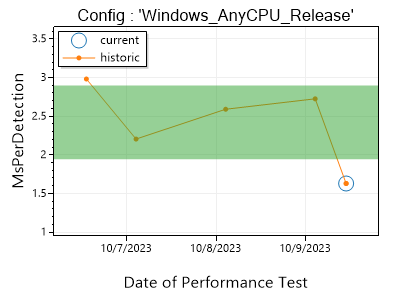 Config : 'Windows_AnyCPU_Release'
current
historic
MsPerDetection
3.5
3
2.5
2
1.5
1
10/7/2023
10/8/2023
10/9/2023
Date of Performance Test